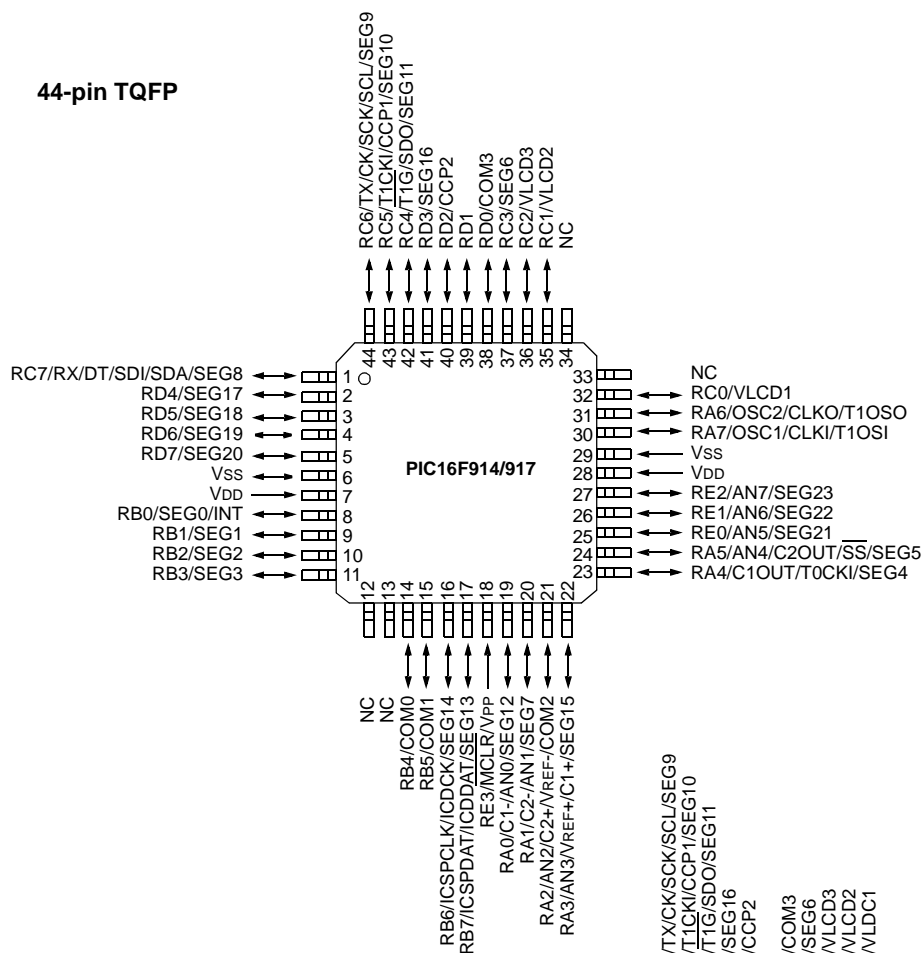 44-pin TQFP
RC6/TX/CK/SCK/SCL/SEG9
RC5/T1CKI/CCP1/SEG10
RC4/T1G/SDO/SEG11
RD3/SEG16
RD2/CCP2
RD1
RD0/COM3
RC3/SEG6
RC2/VLCD3
RC1/VLCD2
NC
44
43
42
41
40
39
38
37
36
35
34
RC7/RX/DT/SDI/SDA/SEG8
RD4/SEG17
RD5/SEG18
RD6/SEG19
RD7/SEG20
VSS
VDD
RB0/SEG0/INT
RB1/SEG1
RB2/SEG2
RB3/SEG3
1
2
3
4
5
6
7
8
9
10
11
PIC16F914/917
33
32
31
30
29
28
27
26
25
24
23
NC
RC0/VLCD1
RA6/OSC2/CLKO/T1OSO
RA7/OSC1/CLKI/T1OSI
VSS
VDD
RE2/AN7/SEG23
RE1/AN6/SEG22
RE0/AN5/SEG21
RA5/AN4/C2OUT/SS/SEG5
RA4/C1OUT/T0CKI/SEG4
12
13
14
15
16
17
18
19
20
21
22
NC
NC
RB4/COM0
RB5/COM1
RB6/ICSPCLK/ICDCK/SEG14
RB7/ICSPDAT/ICDDAT/SEG13
RE3/MCLR/VPP
RA0/C1-/AN0/SEG12
RA1/C2-/AN1/SEG7
RA2/AN2/C2+/VREF-/COM2
RA3/AN3/VREF+/C1+/SEG15
/TX/CK/SCK/SCL/SEG9
/T1CKI/CCP1/SEG10
/T1G/SDO/SEG11
/SEG16
/CCP2
/COM3
/SEG6
/VLCD3
/VLCD2
/VLDC1